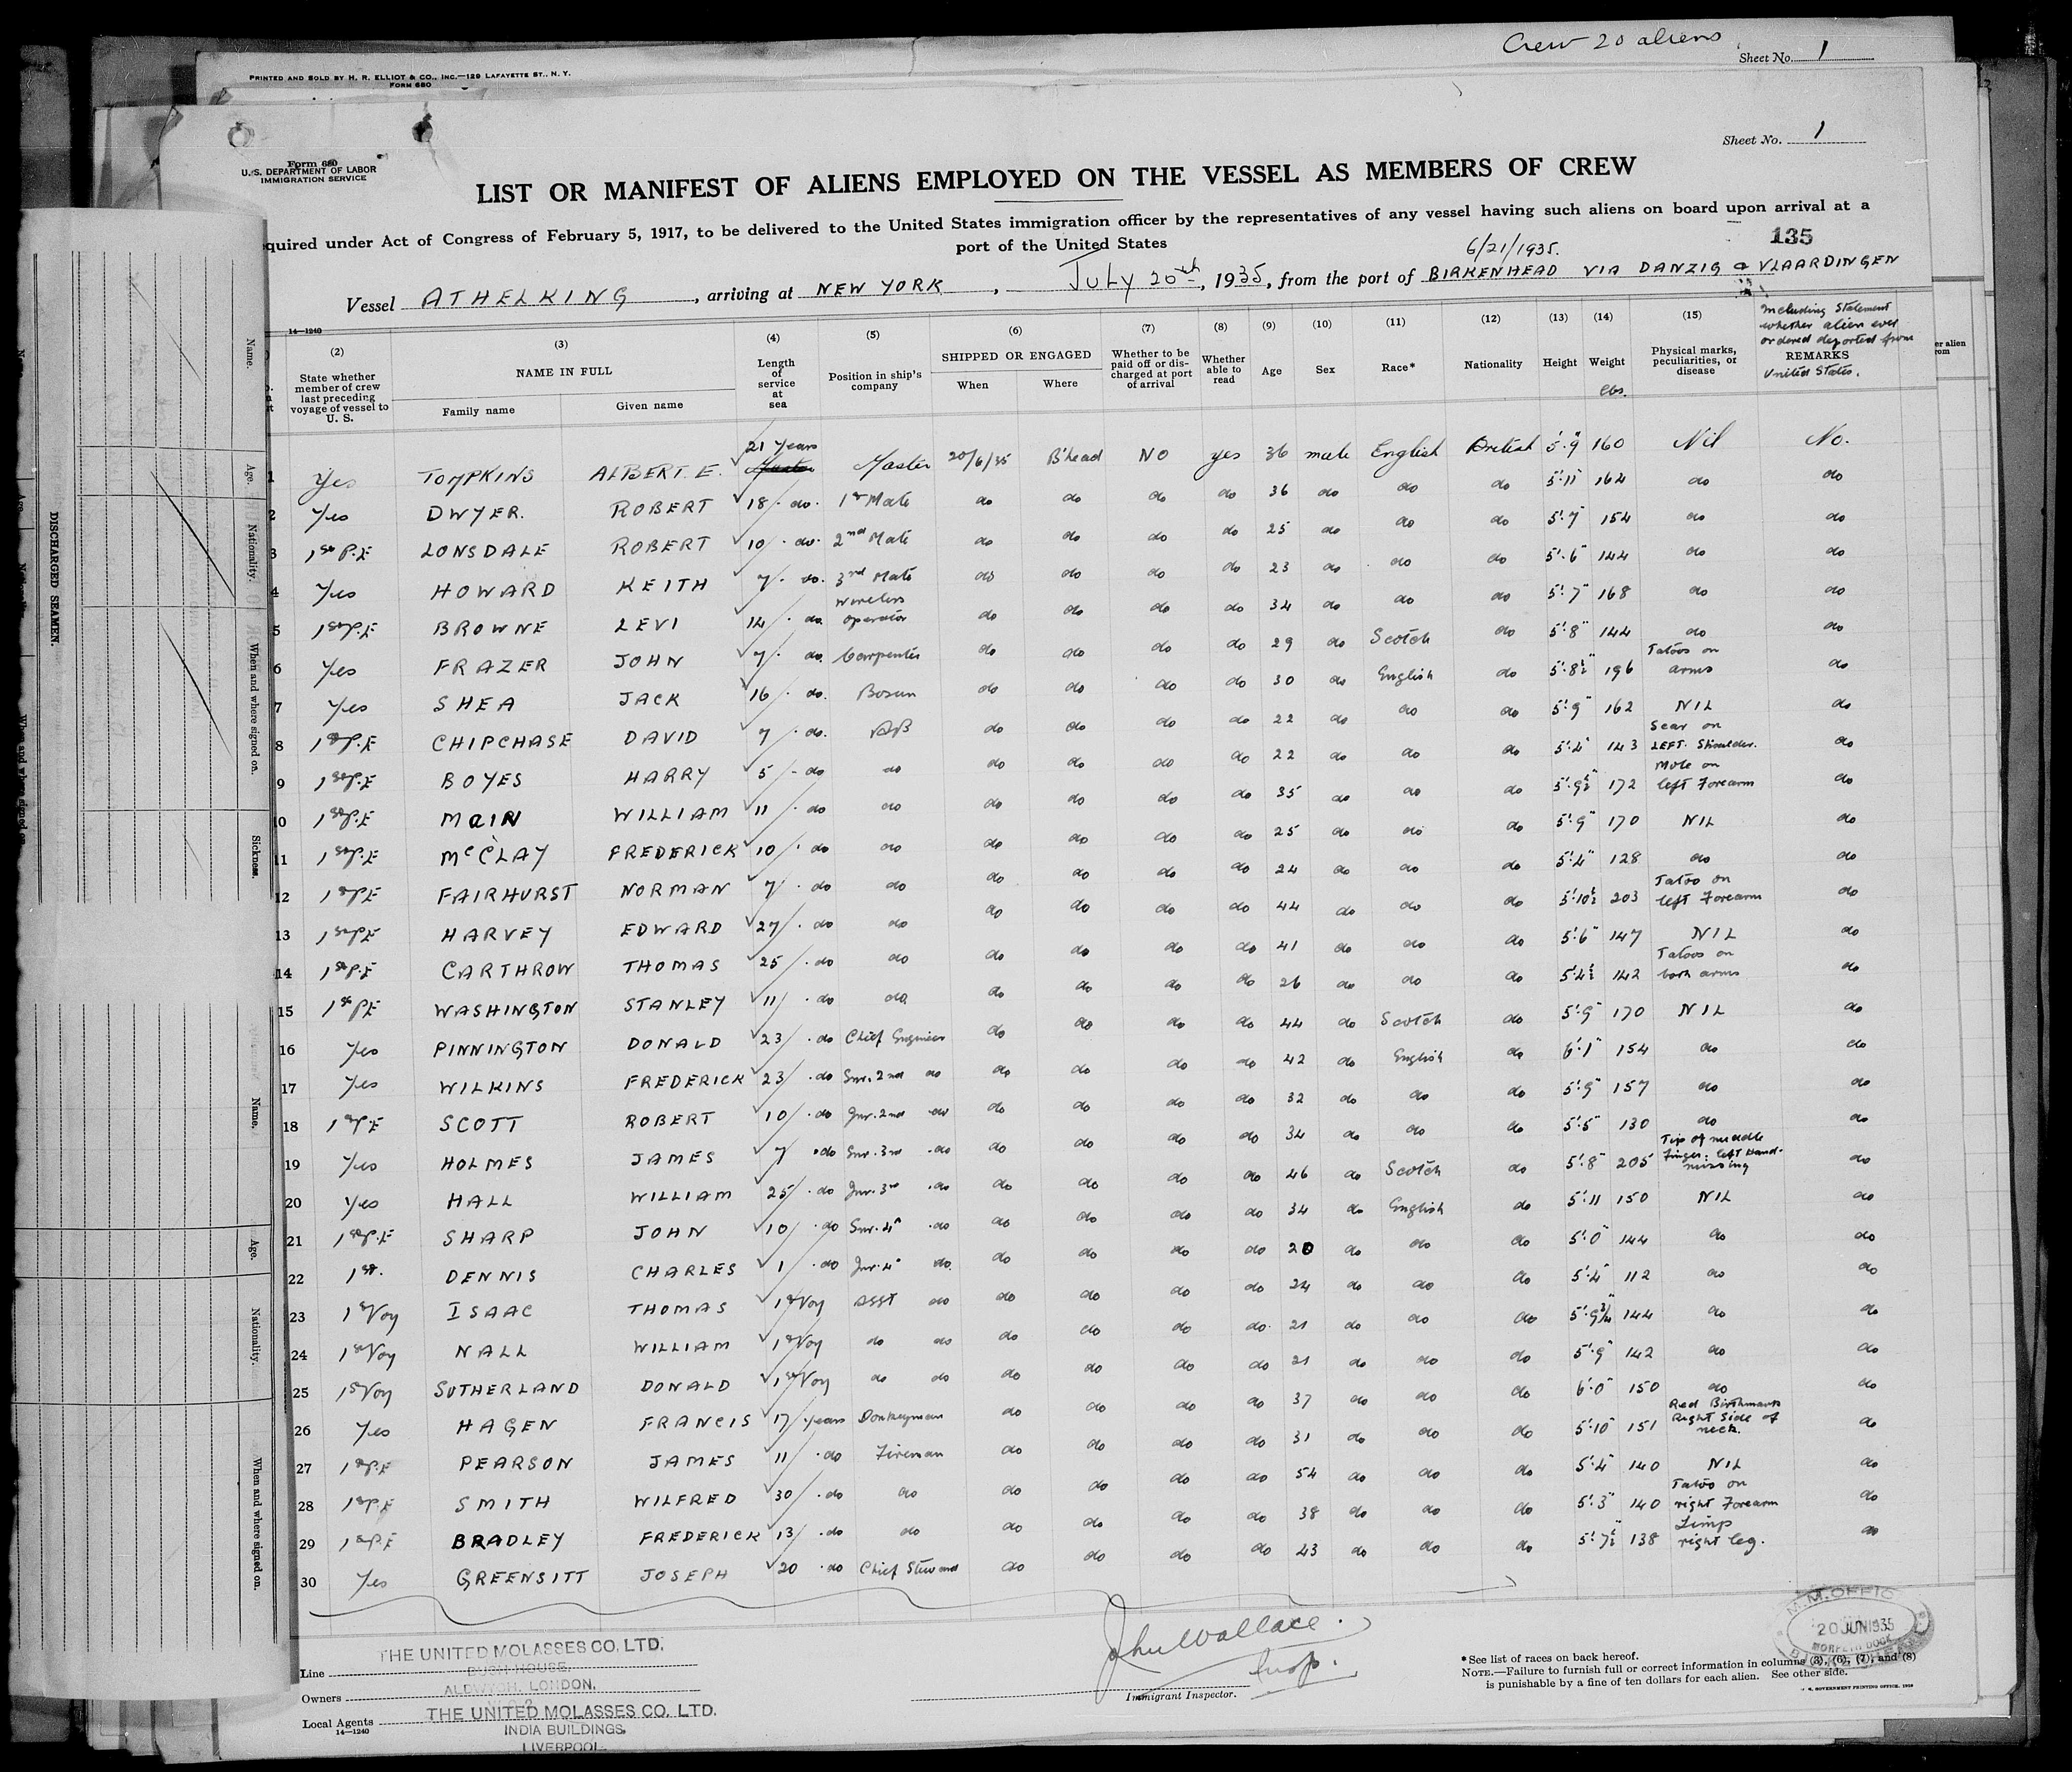 Crew 20 aliens
Sheet No. 1
PRINTED AND SOLD BY H. R. ELLIOT & CO., INC.—129 LAFAYETTE ST., N. Y.
FORM 680
Sheet No. 1
Form 680
U. S. DEPARTMENT OF LABOR
IMMIGRATION SERVICE
LIST OR MANIFEST OF ALIENS EMPLOYED ON THE VESSEL AS MEMBERS OF CREW
quired under Act of Congress of February 5, 1917, to be delivered to the United States immigration officer by the representatives of any vessel having such aliens on board upon arrival at a
port of the United States
135
6/21/1935.
Vessel ATHELKING, arriving at NEW YORK, July 20th, 1935, from the port of BIRKENHEAD VIA DANZIG & VLAARDINGEN
14—1240
(2) (3) (4) (5) (6) (7) (8) (9) (10) (11) (12) (13) (14) (15)
State whether member of crew last preceding voyage of vessel to U. S.
NAME IN FULL
Family name Given name
Length of service at sea
Position in ship's company
SHIPPED OR ENGAGED
When Where
Whether to be paid off or discharged at port of arrival
Whether able to read
Age Sex Race* Nationality Height Weight lbs.
Physical marks, peculiarities, or disease
including Statement whether alien ever ordered deported from
REMARKS
United States.
1 Yes TOMPKINS ALBERT. E. 21 Years Master 20/6/35 B'head NO yes 36 male English British 5'.9" 160 Nil No.
2 Yes DWYER. ROBERT 18 . do. 1st Mate do do do do 36 do do do 5'.11" 164 do do
3 1st P.E LONSDALE ROBERT 10 . do. 2nd Mate do do do do 25 do do do 5'.7" 154 do do
4 Yes HOWARD KEITH 7 . do. 3rd Mate do do do do 23 do do do 5'.6" 144 do do
5 1st P.E BROWNE LEVI 14 . do. Wireless operator do do do do 34 do do do 5'.7" 168 do do
6 Yes FRAZER JOHN 7 . do. Carpenter do do do do 29 do Scotch do 5'.8" 144 do do
7 Yes SHEA JACK 16 . do. Bosun do do do do 30 do English do 5'.8½ 196 Tatoos on arms do
8 1st P.E CHIPCHASE DAVID 7 . do. AB do do do do 22 do do do 5'.9" 162 NIL do
9 1st P.E BOYES HARRY 5 - do do do do do do 22 do do do 5'.4" 143 Scar on LEFT. Shoulder. do
10 1st P.E MAIN WILLIAM 11 . do do do do do do 35 do do do 5'.9½ 172 Mole on left Forearm do
11 1st P.E McCLAY FREDERICK 10 . do do do do do do 25 do do do 5'.9" 170 NIL do
12 1st P.E FAIRHURST NORMAN 7 . do do do do do do 24 do do do 5'.4" 128 do do
13 1st P.E HARVEY EDWARD 27 . do do do do do do 44 do do do 5'.10½ 203 Tatoo on left Forearm do
14 1st P.E CARTHROW THOMAS 25 . do do do do do do 41 do do do 5'.6" 147 NIL do
15 1st P.E WASHINGTON STANLEY 11 . do do do do do do 26 do do do 5'.4½ 142 Tatoos on both arms do
16 Yes PINNINGTON DONALD 23 . do Chief Engineer do do do do 44 do Scotch do 5'.9" 170 NIL do
17 Yes WILKINS FREDERICK 23 . do Snr. 2nd do do do do do 42 do English do 6'.1" 154 do do
18 1st P.E SCOTT ROBERT 10 . do Jnr. 2nd do do do do do 32 do do do 5'.9" 157 do do
19 Yes HOLMES JAMES 7 . do Snr. 3rd . do do do do do 34 do do do 5'.5" 130 do do
20 Yes HALL WILLIAM 25 . do Jnr. 3rd . do do do do do 46 do Scotch do 5'.8" 205 Tip of middle Finger. left Hand - missing do
21 1st P.E SHARP JOHN 10 . do Snr. 4th . do do do do do 34 do English do 5'.11 150 NIL do
22 1st. DENNIS CHARLES 1 . do Jnr. 4th do. do do do do 20 do do do 5'.0" 144 do do
23 1st Voy ISAAC THOMAS 1st Voy ASST do do do do do 24 do do do 5'.4" 112 do do
24 1st Voy NALL WILLIAM 1st Voy do do do do do do. 21 do do do 5'.9¾ 144 do do
25 1st Voy SUTHERLAND DONALD 1st Voy do do do do do do 21 do do do 5'.9" 142 do do
26 Yes HAGEN FRANCIS 17 . years Donkeyman do do do do 37 do do do 6'.0" 150 do do
27 1st P.E PEARSON JAMES 11 . do Fireman do do do do 31 do do do 5'.10" 151 Red Birthmark Right Side of neck. do
28 1st P.E SMITH WILFRED 30 . do do do do do do 54 do do do 5'.4" 140 NIL do
29 1st P.E BRADLEY FREDERICK 13 . do do do do do do 38 do do do 5'.3" 140 Tatoo on right Forearm do
30 Yes GREENSITT JOSEPH 20 . do Chief Steward do do do do 43 do do do 5'.7½ 138 Limp right leg. do
Line THE UNITED MOLASSES CO. LTD.
BUSH HOUSE
Owners ALDWYCH, LONDON,
Local Agents THE UNITED MOLASSES CO. LTD.
14—1240
INDIA BUILDINGS,
LIVERPOOL
John Wallace.
Insp.
Immigrant Inspector.
M.M. OFFIC
20 JUN 1935
MORPETH DOCK
* See list of races on back hereof.
NOTE.—Failure to furnish full or correct information in columns (3), (6), (7), and (8)
is punishable by a fine of ten dollars for each alien. See other side.
U. S. GOVERNMENT PRINTING OFFICE
DISCHARGED SEAMEN.
Name.
Age.
Nationality.
When and where signed on.
Sickness.
Name.
Age.
Nationality.
When and where signed on.
er alien
rom